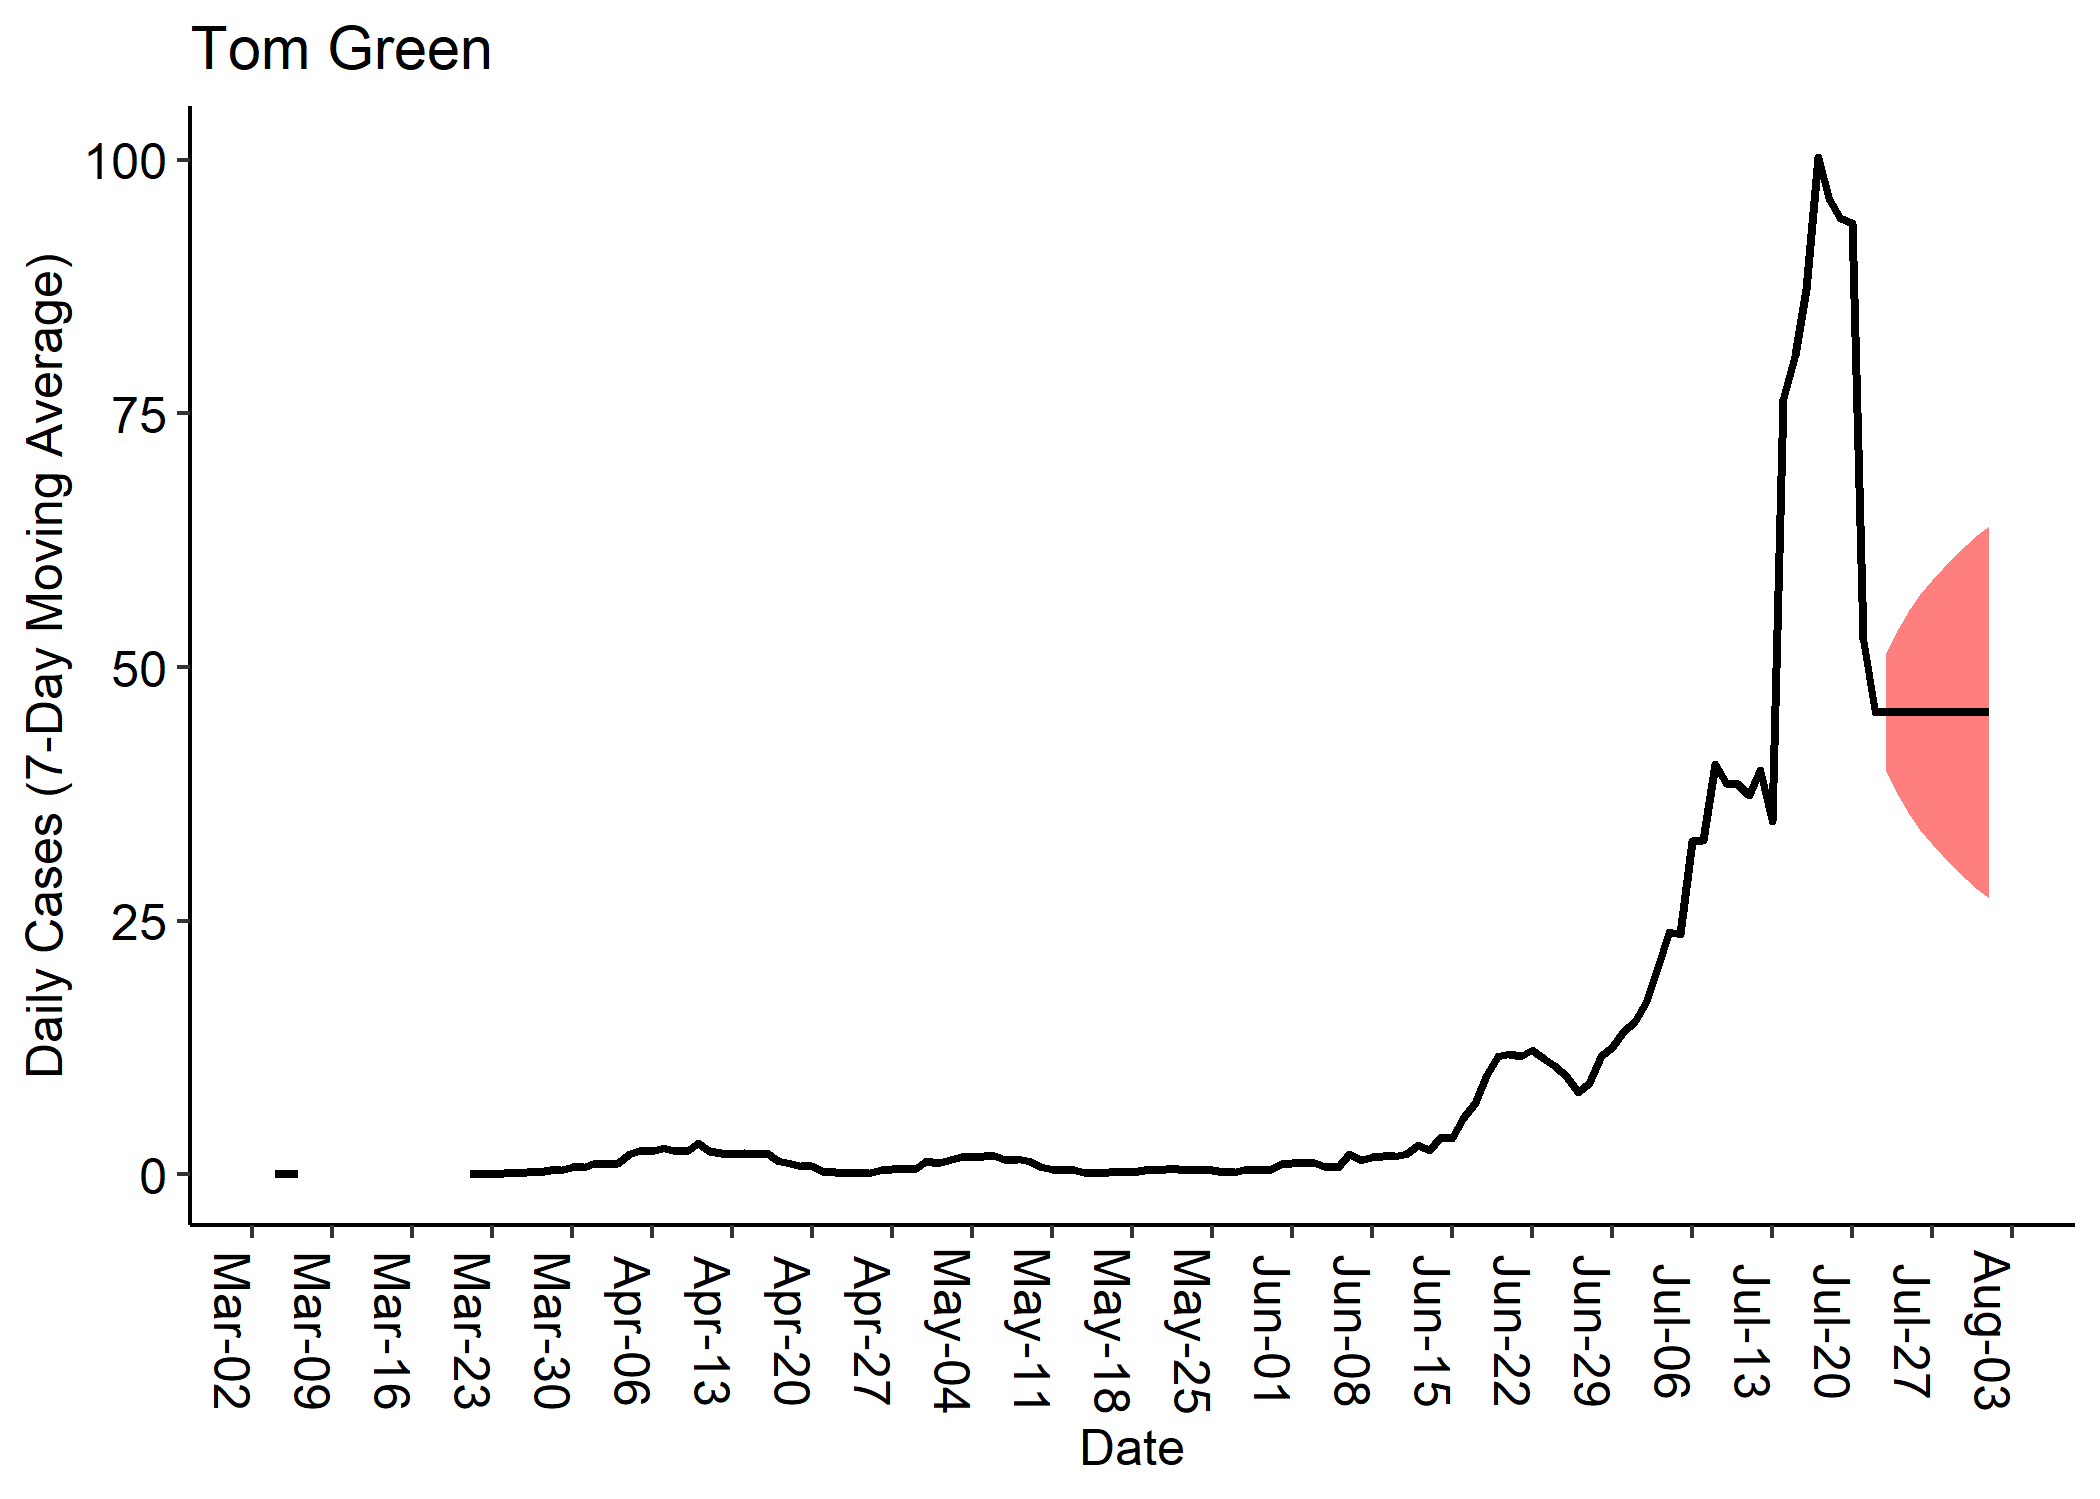 Tom Green
Daily Cases (7-Day Moving Average)
100
75
50
25
0
Mar-02
Mar-09
Mar-16
Mar-23
Mar-30
Apr-06
Apr-13
Apr-20
Apr-27
May-04
May-11
May-18
May-25
Jun-01
Jun-08
Jun-15
Jun-22
Jun-29
Jul-06
Jul-13
Jul-20
Jul-27
Aug-03
Date